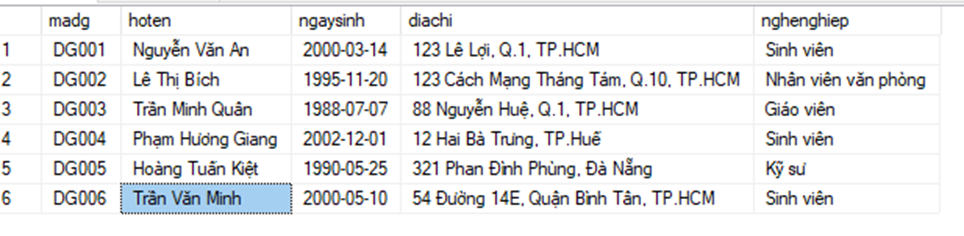 madg hoten ngaysinh diachi nghenghiep
1 DG001 Nguyễn Văn An 2000-03-14 123 Lê Lợi, Q.1, TP.HCM Sinh viên
2 DG002 Lê Thị Bích 1995-11-20 123 Cách Mạng Tháng Tám, Q.10, TP.HCM Nhân viên văn phòng
3 DG003 Trần Minh Quân 1988-07-07 88 Nguyễn Huệ, Q.1, TP.HCM Giáo viên
4 DG004 Phạm Hương Giang 2002-12-01 12 Hai Bà Trưng, TP.Huế Sinh viên
5 DG005 Hoàng Tuấn Kiệt 1990-05-25 321 Phan Đình Phùng, Đà Nẵng Kỹ sư
6 DG006 Trần Văn Minh 2000-05-10 54 Đường 14E, Quận Bình Tân, TP.HCM Sinh viên